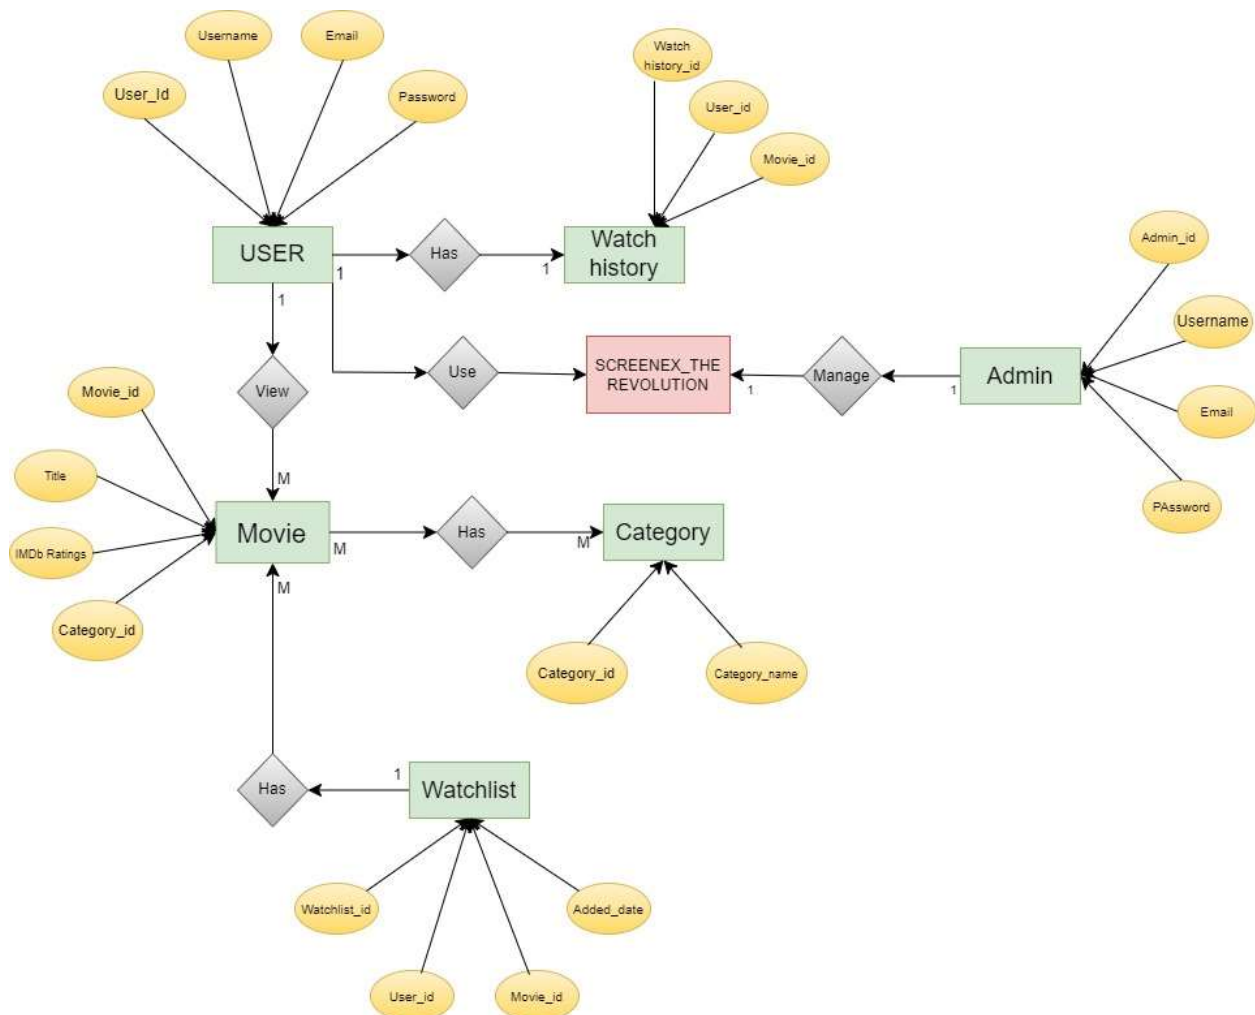 Username
Email
User_Id
Password
Watch
history_id
User_id
Movie_id
USER
1
Has
1
Watch
history
1
Admin_id
Username
Email
PAssword
Use
SCREENEX_THE
REVOLUTION
1
Manage
1
Admin
View
M
Movie_id
Title
IMDb Ratings
Category_id
Movie
M
Has
M
Category
M
Category_id
Category_name
Has
1
Watchlist
Watchlist_id
Added_date
User_id
Movie_id